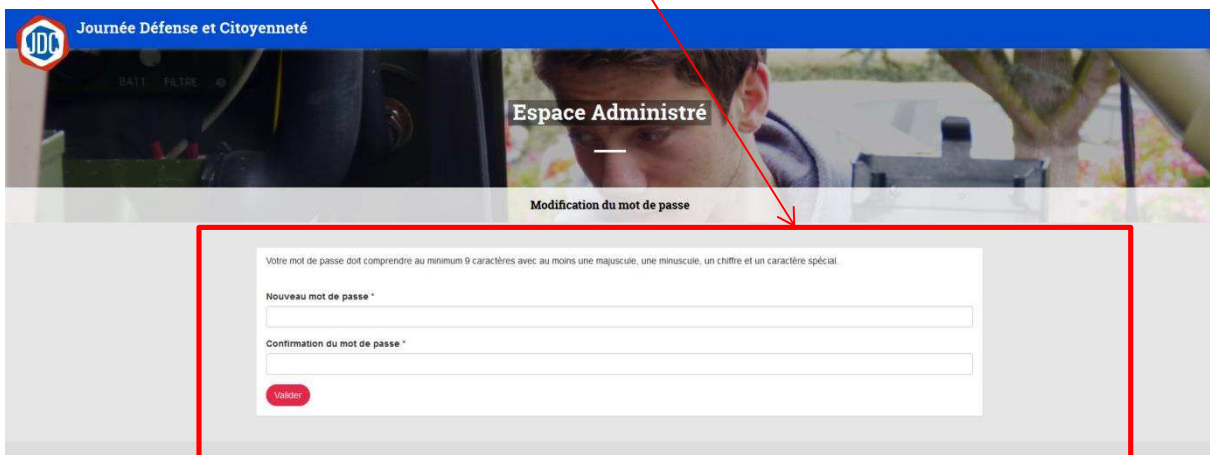 JDC
Journée Défense et Citoyenneté
BATT FILTRE
Espace Administré
Modification du mot de passe
Votre mot de passe doit comprendre au minimum 9 caractères avec au moins une majuscule, une minuscule, un chiffre et un caractère spécial.
Nouveau mot de passe *
Confirmation du mot de passe *
Valider